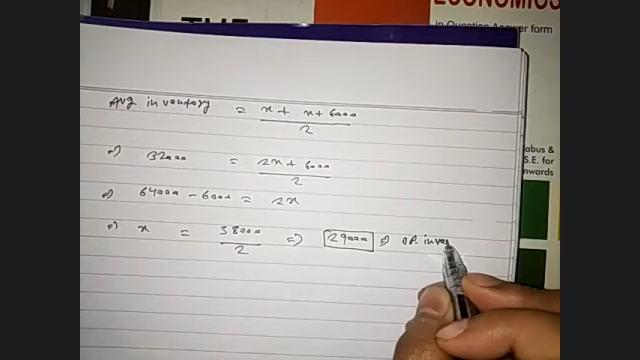 THE
ECONOMICS
in Question Answer form
Avg inventory = x + x + 6000
2
⇒ 32000 = 2x + 6000
2
⇒ 64000 - 6000 = 2x
⇒ x = 58000 ⇒ 29000 ⇒ op. inve
2
abus &
S.E. for
nwards